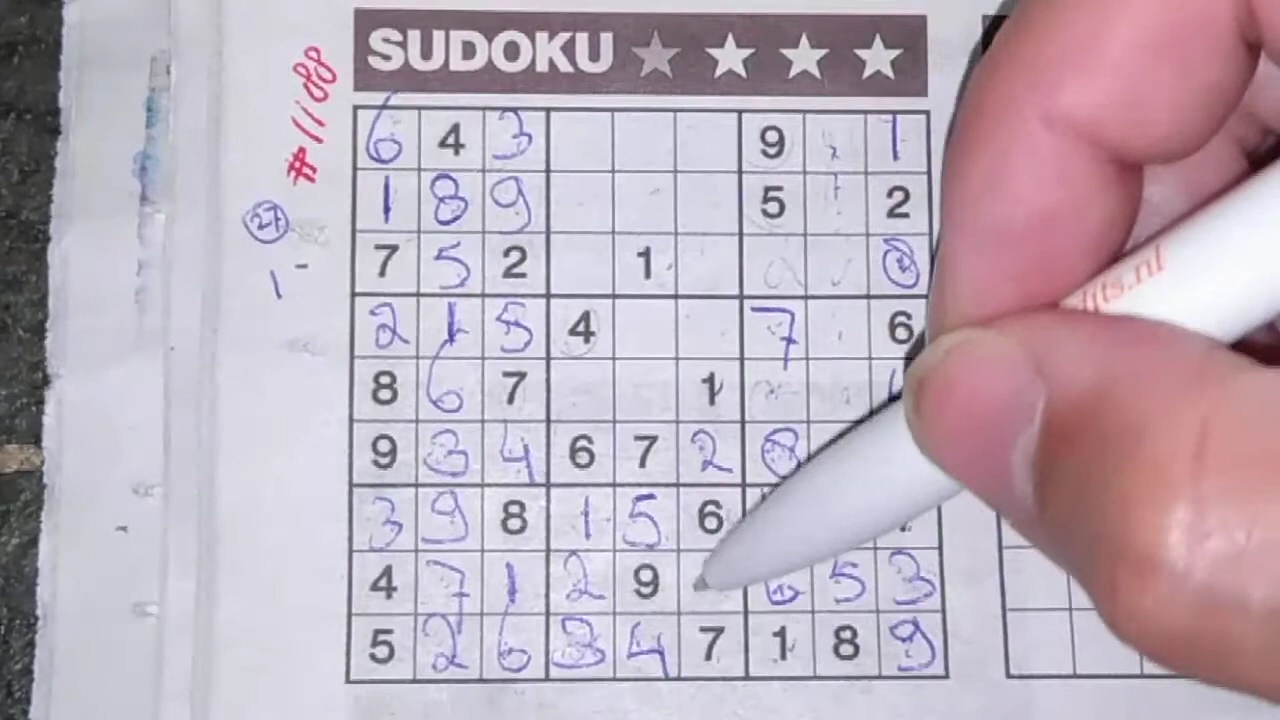 SUDOKU
#1188
6 4 3 9 1
1 8 9 5 2
27
7 5 2 1
1 -
2 1 5 4 7 6
8 6 7 1
9 3 4 6 7 2 8
3 9 8 1 5 6
4 7 1 2 9 6 5 3
5 2 6 3 4 7 1 8 9
its.nl